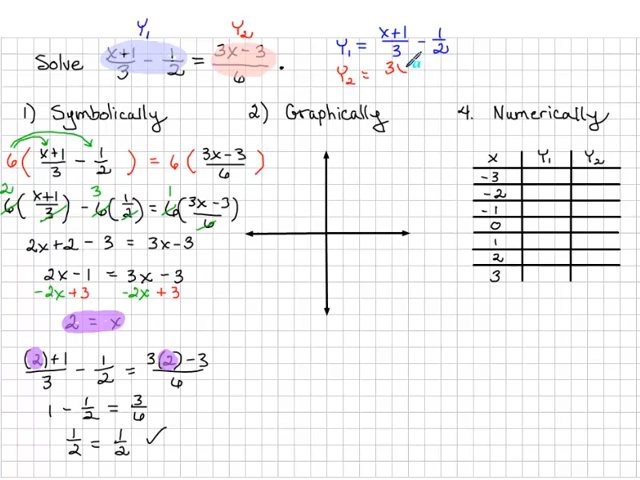 Y₁ Y₂
Solve (x+1)/3 - 1/2 = (3x-3)/6 .
Y₁ = (x+1)/3 - 1/2
Y₂ = 3(
1) Symbolically 2) Graphically 4. Numerically
6( (x+1)/3 - 1/2 ) = 6( (3x-3)/6 )
2 3 1
6( (x+1)/3 ) - 6( 1/2 ) = 6( (3x-3)/6 )
2x+2 - 3 = 3x-3
2x-1 = 3x-3
-2x+3 -2x+3
2 = x
((2)+1)/3 - 1/2 = (3(2)-3)/6
1 - 1/2 = 3/6
1/2 = 1/2 ✓
x Y₁ Y₂
-3
-2
-1
0
1
2
3